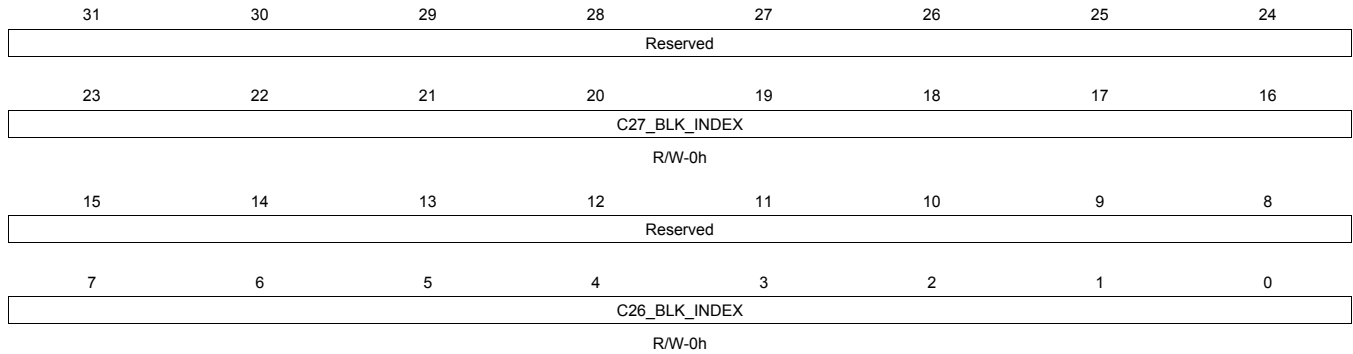 31 30 29 28 27 26 25 24
Reserved
23 22 21 20 19 18 17 16
C27_BLK_INDEX
R/W-0h
15 14 13 12 11 10 9 8
Reserved
7 6 5 4 3 2 1 0
C26_BLK_INDEX
R/W-0h